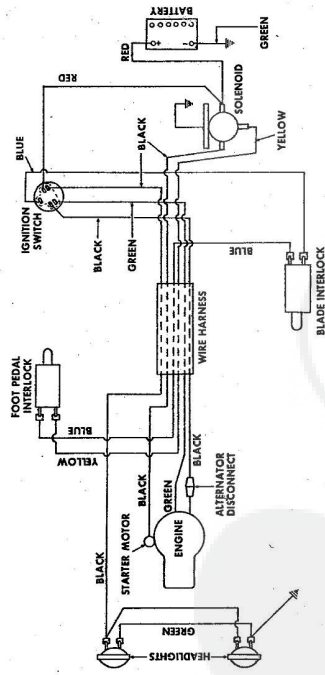 BATTERY
+
-
RED
GREEN
RED
SOLENOID
YELLOW
BLUE
BLACK
IGNITION
SWITCH
BLACK
GREEN
BLUE
BLADE INTERLOCK
WIRE HARNESS
FOOT PEDAL
INTERLOCK
BLUE
YELLOW
BLACK
GREEN
BLACK
ALTERNATOR
DISCONNECT
STARTER MOTOR
ENGINE
BLACK
GREEN
HEADLIGHTS